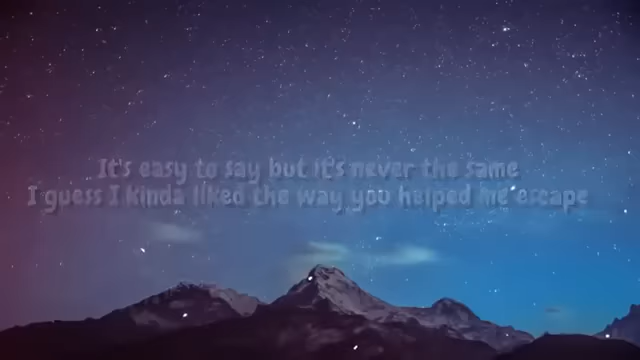 It's easy to say but it's never the same
I guess I kinda liked the way you helped me escape